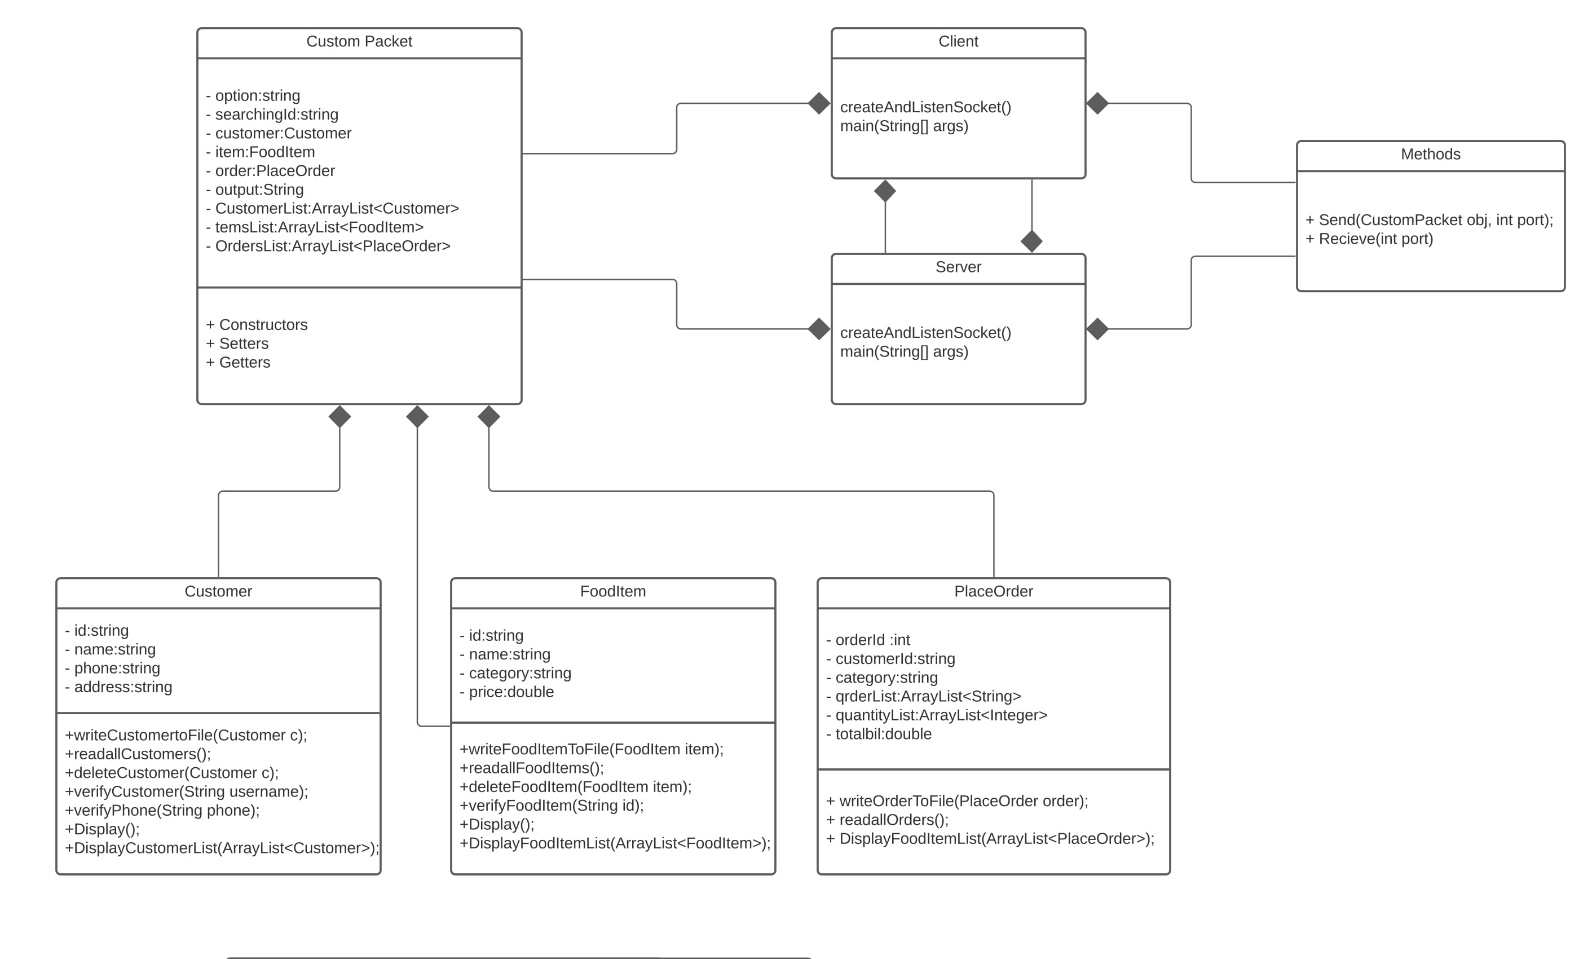 Custom Packet
- option:string
- searchingId:string
- customer:Customer
- item:FoodItem
- order:PlaceOrder
- output:String
- CustomerList:ArrayList<Customer>
- temsList:ArrayList<FoodItem>
- OrdersList:ArrayList<PlaceOrder>
+ Constructors
+ Setters
+ Getters
Client
createAndListenSocket()
main(String[] args)
Server
createAndListenSocket()
main(String[] args)
Methods
+ Send(CustomPacket obj, int port);
+ Recieve(int port)
Customer
- id:string
- name:string
- phone:string
- address:string
+writeCustomertoFile(Customer c);
+readallCustomers();
+deleteCustomer(Customer c);
+verifyCustomer(String username);
+verifyPhone(String phone);
+Display();
+DisplayCustomerList(ArrayList<Customer>);
FoodItem
- id:string
- name:string
- category:string
- price:double
+writeFoodItemToFile(FoodItem item);
+readallFoodItems();
+deleteFoodItem(FoodItem item);
+verifyFoodItem(String id);
+Display();
+DisplayFoodItemList(ArrayList<FoodItem>);
PlaceOrder
- orderId :int
- customerId:string
- category:string
- qrderList:ArrayList<String>
- quantityList:ArrayList<Integer>
- totalbil:double
+ writeOrderToFile(PlaceOrder order);
+ readallOrders();
+ DisplayFoodItemList(ArrayList<PlaceOrder>);